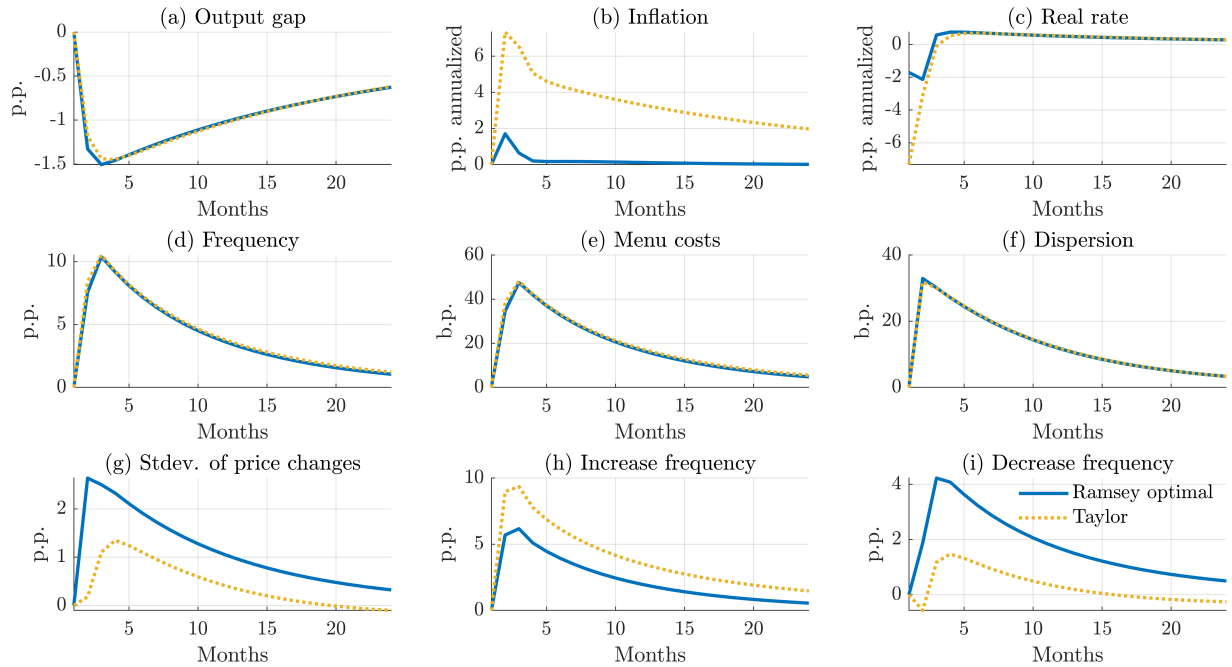 (a) Output gap
p.p.
0
-0.5
-1
-1.5
5 10 15 20
Months
(b) Inflation
p.p. annualized
6
4
2
0
5 10 15 20
Months
(c) Real rate
p.p. annualized
0
-2
-4
-6
5 10 15 20
Months
(d) Frequency
p.p.
10
5
0
5 10 15 20
Months
(e) Menu costs
b.p.
60
40
20
0
5 10 15 20
Months
(f) Dispersion
b.p.
40
20
0
5 10 15 20
Months
(g) Stdev. of price changes
p.p.
2
1
0
5 10 15 20
Months
(h) Increase frequency
p.p.
10
5
0
5 10 15 20
Months
(i) Decrease frequency
p.p.
4
2
0
Ramsey optimal
Taylor
5 10 15 20
Months